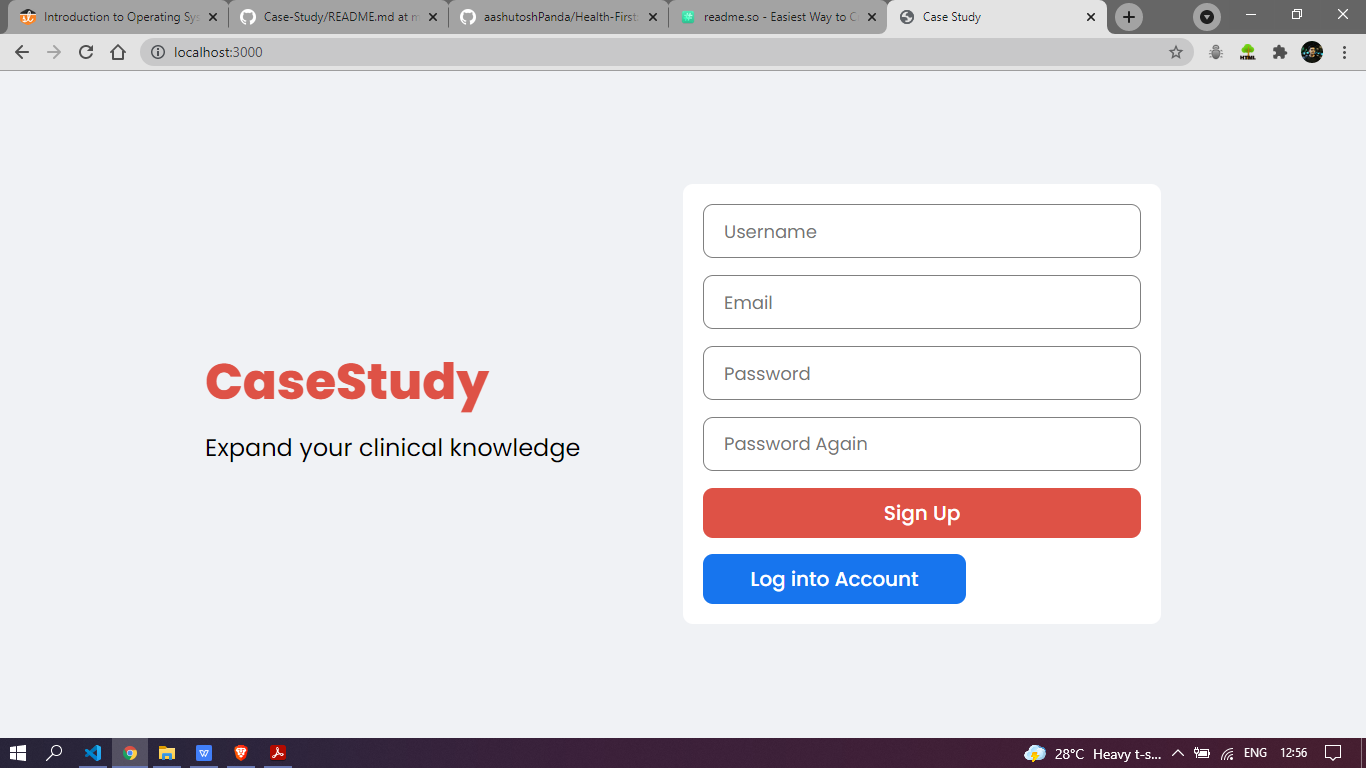 Introduction to Operating Sys
Case-Study/README.md at m
aashutoshPanda/Health-First
readme.so - Easiest Way to C
Case Study
localhost:3000
HTML
Username
Email
Password
Password Again
CaseStudy
Expand your clinical knowledge
Sign Up
Log into Account
28°C Heavy t-s... ENG 12:56